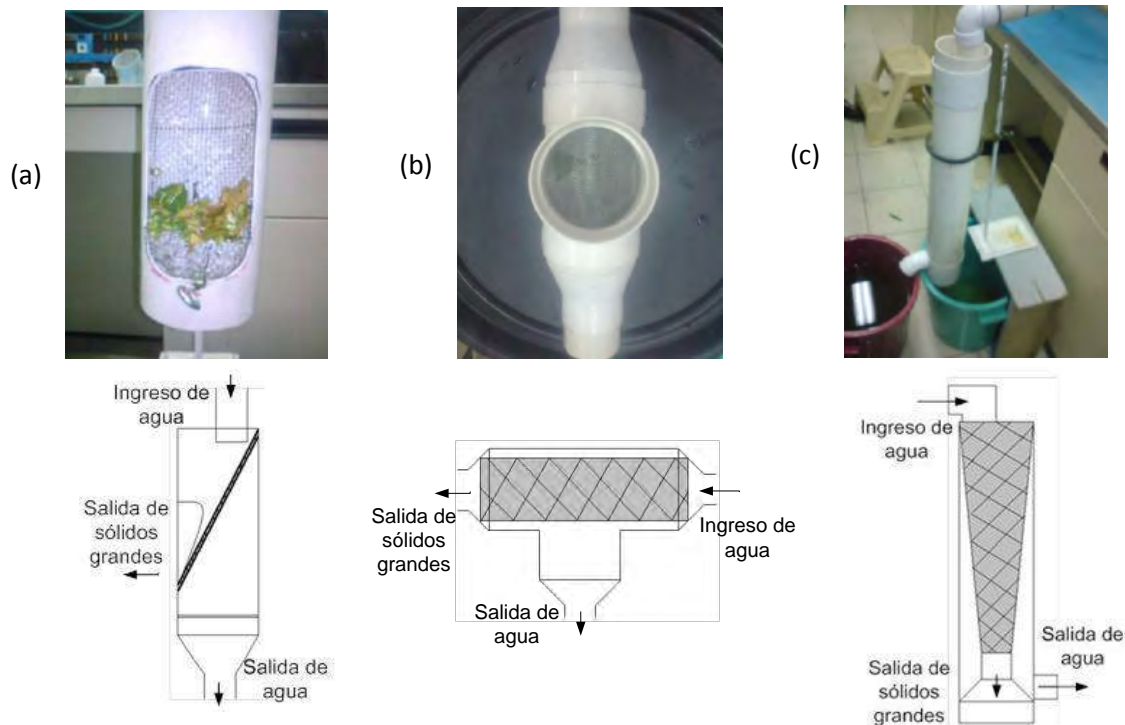 (a)
(b)
(c)
Ingreso de
agua
Salida de
sólidos
grandes
Salida de
agua
Salida de
sólidos
grandes
Ingreso de
agua
Salida de
agua
Ingreso de
agua
Salida de
sólidos
grandes
Salida de
agua